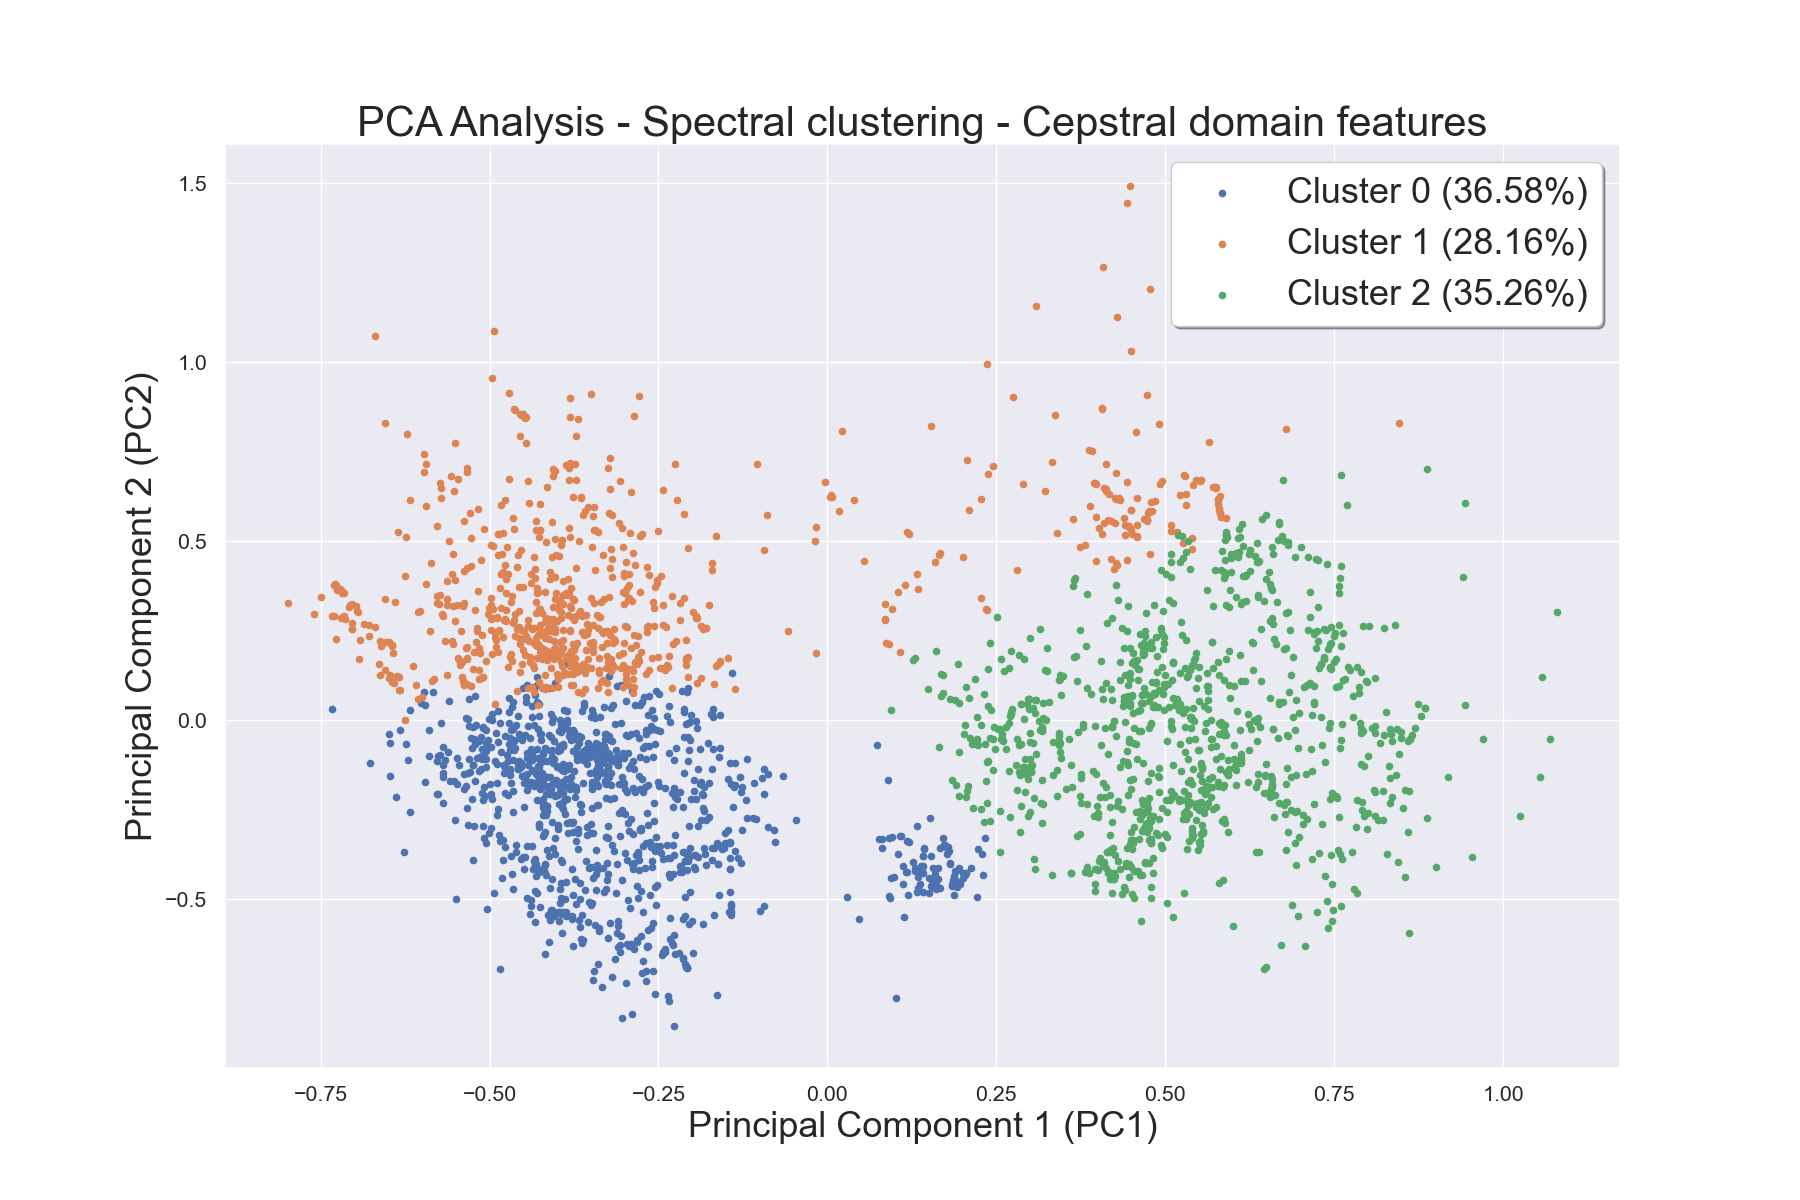 PCA Analysis - Spectral clustering - Cepstral domain features
Cluster 0 (36.58%)
Cluster 1 (28.16%)
Cluster 2 (35.26%)
Principal Component 2 (PC2)
1.5
1.0
0.5
0.0
−0.5
−0.75 −0.50 −0.25 0.00 0.25 0.50 0.75 1.00
Principal Component 1 (PC1)